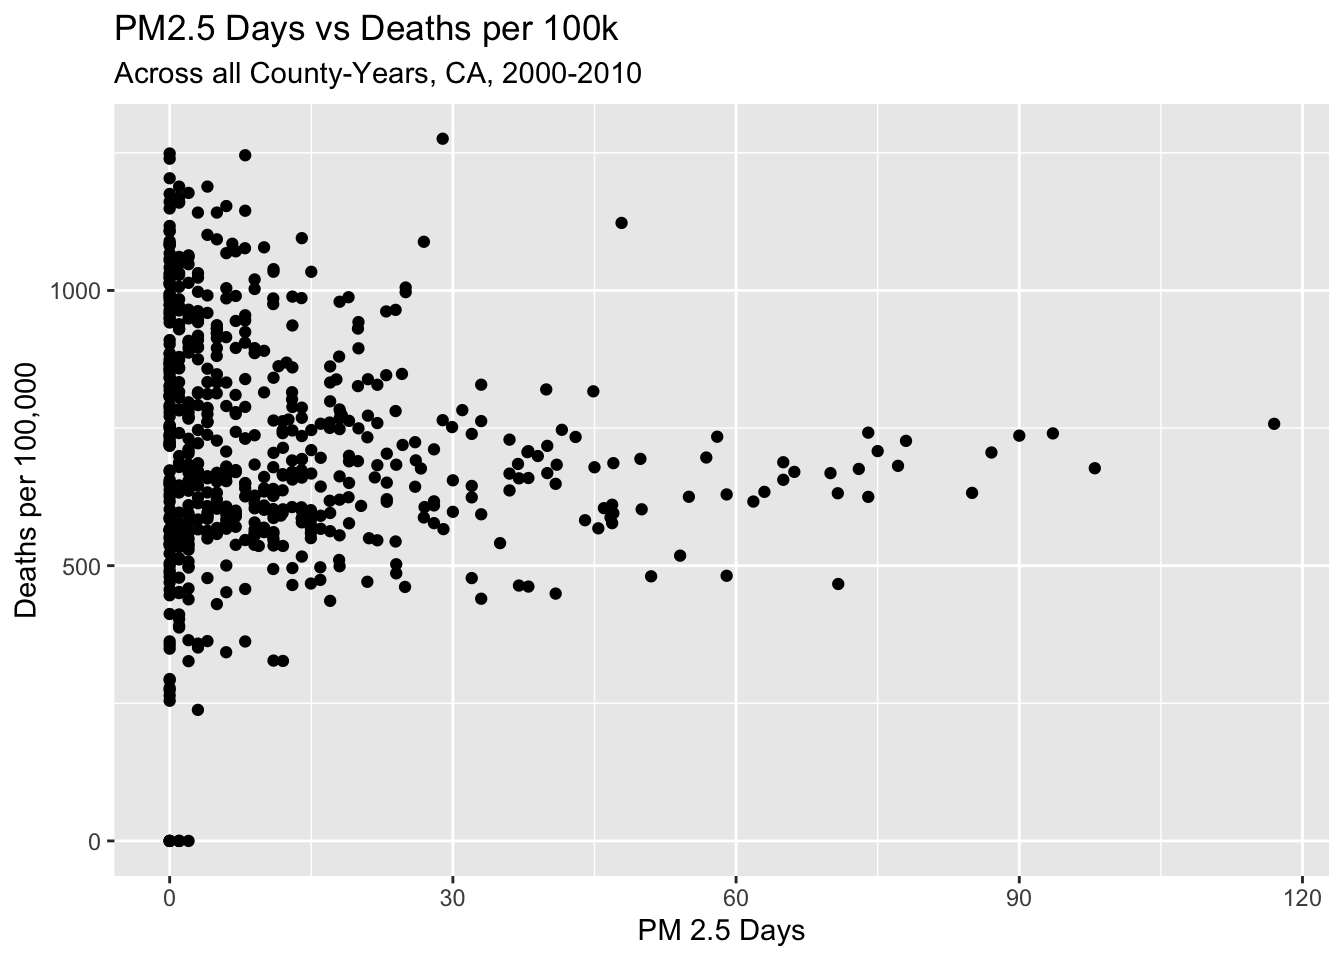 PM2.5 Days vs Deaths per 100k
Across all County-Years, CA, 2000-2010
Deaths per 100,000
1000
500
0
0 30 60 90 120
PM 2.5 Days